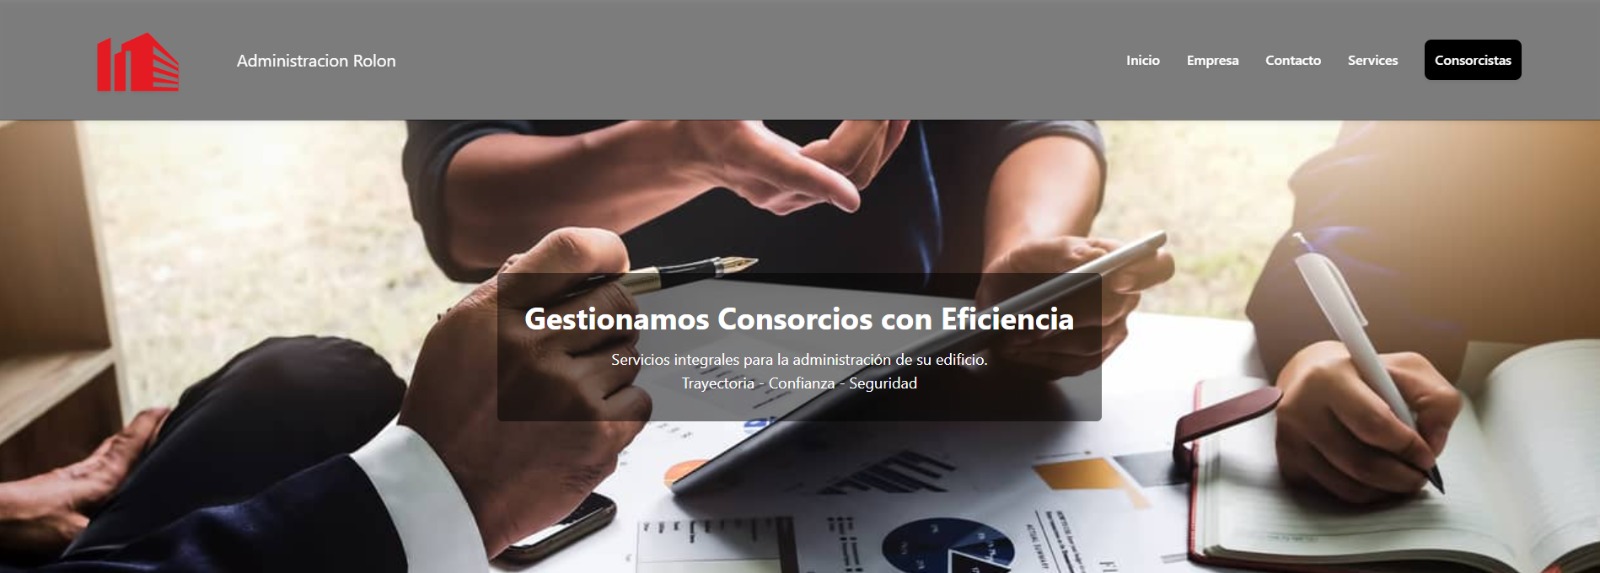 Administracion Rolon
Inicio
Empresa
Contacto
Services
Consorcistas
Gestionamos Consorcios con Eficiencia
Servicios integrales para la administración de su edificio.
Trayectoria - Confianza - Seguridad